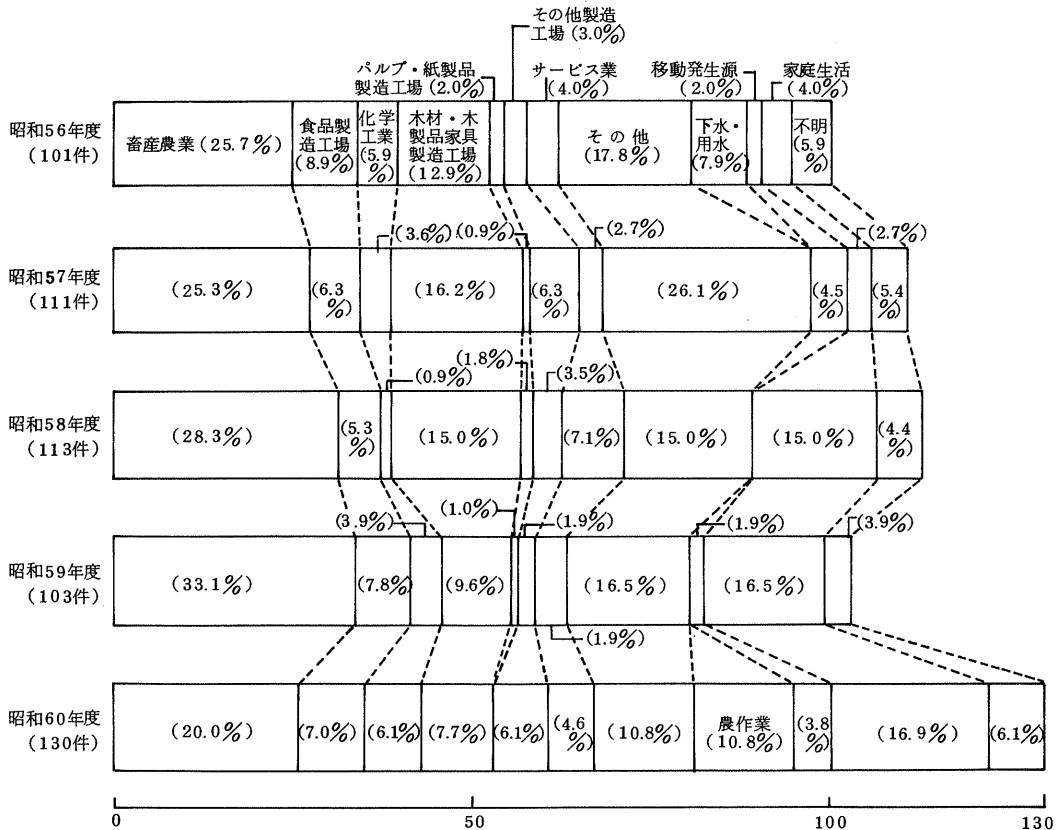 その他製造
工場(3.0%)
パルプ・紙製品
製造工場(2.0%)
サービス業
(4.0%)
移動発生源
(2.0%)
家庭生活
(4.0%)
昭和56年度
(101件)
畜産農業(25.7%)
食品製
造工場
(8.9%)
化学
工業
(5.9
%)
木材・木
製品家具
製造工場
(12.9%)
その他
(17.8%)
下水・
用水
(7.9%)
不明
(5.9
%)
(3.6%)
(0.9%)
(2.7%)
(2.7%)
昭和57年度
(111件)
(25.3%)
(6.3
%)
(16.2%)
(6.3
%)
(26.1%)
(4.5
%)
(5.4
%)
(0.9%)
(1.8%)
(3.5%)
昭和58年度
(113件)
(28.3%)
(5.3
%)
(15.0%)
(7.1%)
(15.0%)
(15.0%)
(4.4
%)
(3.9%)
(1.0%)
(1.9%)
(1.9%)
(3.9%)
昭和59年度
(103件)
(33.1%)
(7.8%)
(9.6%)
(16.5%)
(16.5%)
(1.9%)
昭和60年度
(130件)
(20.0%)
(7.0%)
(6.1%)
(7.7%)
(6.1%)
(4.6
%)
(10.8%)
農作業
(10.8%)
(3.8
%)
(16.9%)
(6.1%)
0
50
100
130